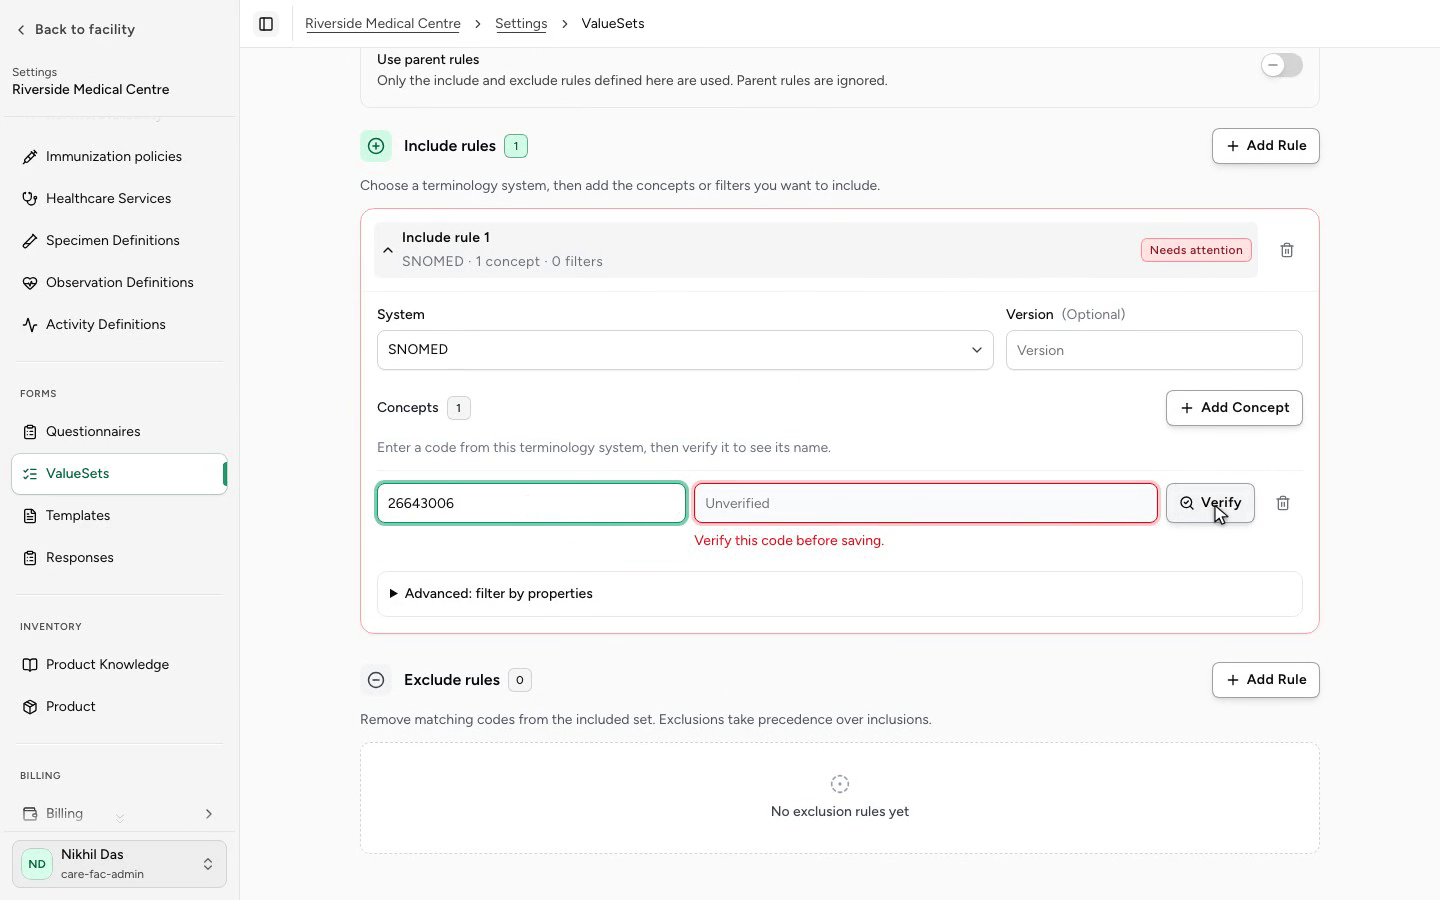 Back to facility
Settings
Riverside Medical Centre
Immunization policies
Healthcare Services
Specimen Definitions
Observation Definitions
Activity Definitions
FORMS
Questionnaires
ValueSets
Templates
Responses
INVENTORY
Product Knowledge
Product
BILLING
Billing
ND
Nikhil Das
care-fac-admin
Riverside Medical Centre > Settings > ValueSets
Use parent rules
Only the include and exclude rules defined here are used. Parent rules are ignored.
Include rules 1
Add Rule
Choose a terminology system, then add the concepts or filters you want to include.
Include rule 1
SNOMED · 1 concept · 0 filters
Needs attention
System
SNOMED
Version (Optional)
Version
Concepts 1
Add Concept
Enter a code from this terminology system, then verify it to see its name.
26643006
Unverified
Verify
Verify this code before saving.
Advanced: filter by properties
Exclude rules 0
Add Rule
Remove matching codes from the included set. Exclusions take precedence over inclusions.
No exclusion rules yet